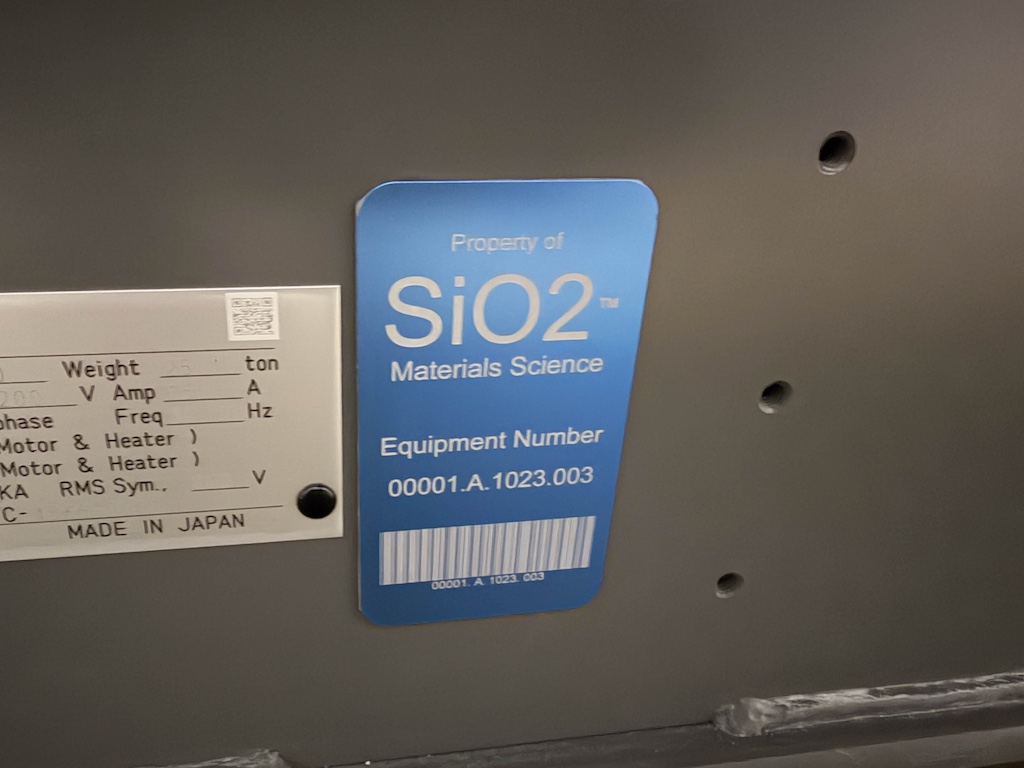 Weight ton
V Amp A
phase Freq Hz
Motor & Heater )
Motor & Heater )
KA RMS Sym., V
C-
MADE IN JAPAN
Property of
SiO2™
Materials Science
Equipment Number
00001.A.1023.003
00001. A. 1023. 003